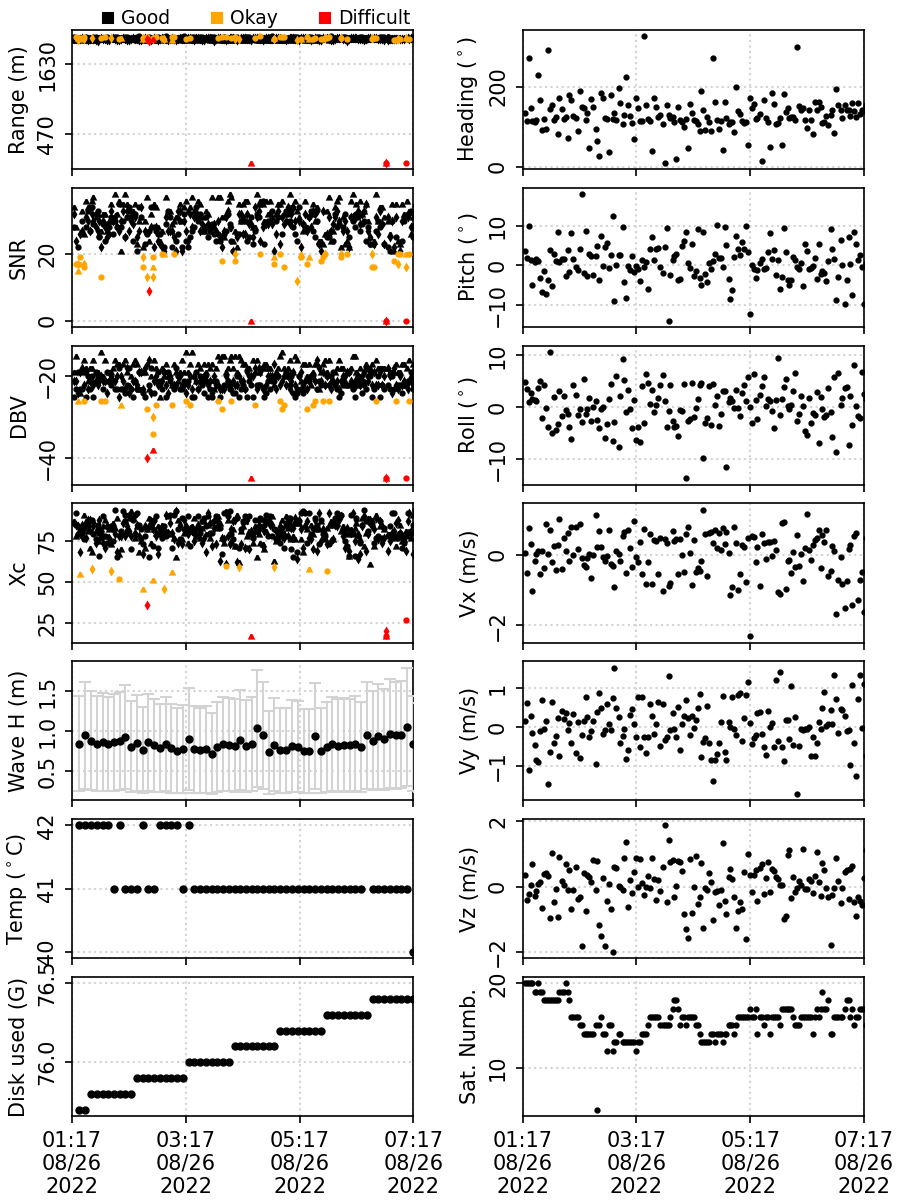 Good Okay Difficult
Range (m)
1630
470
Heading (°)
200
0
SNR
20
0
Pitch (°)
10
0
−10
DBV
−20
−40
Roll (°)
10
0
−10
Xc
75
50
25
Vx (m/s)
0
−2
Wave H (m)
1.5
1.0
0.5
Vy (m/s)
1
0
−1
Temp (°C)
42
41
40
Vz (m/s)
2
0
−2
Disk used (G)
76.5
76.0
Sat. Numb.
20
10
01:17 03:17 05:17 07:17
08/26 08/26 08/26 08/26
2022 2022 2022 2022
01:17 03:17 05:17 07:17
08/26 08/26 08/26 08/26
2022 2022 2022 2022